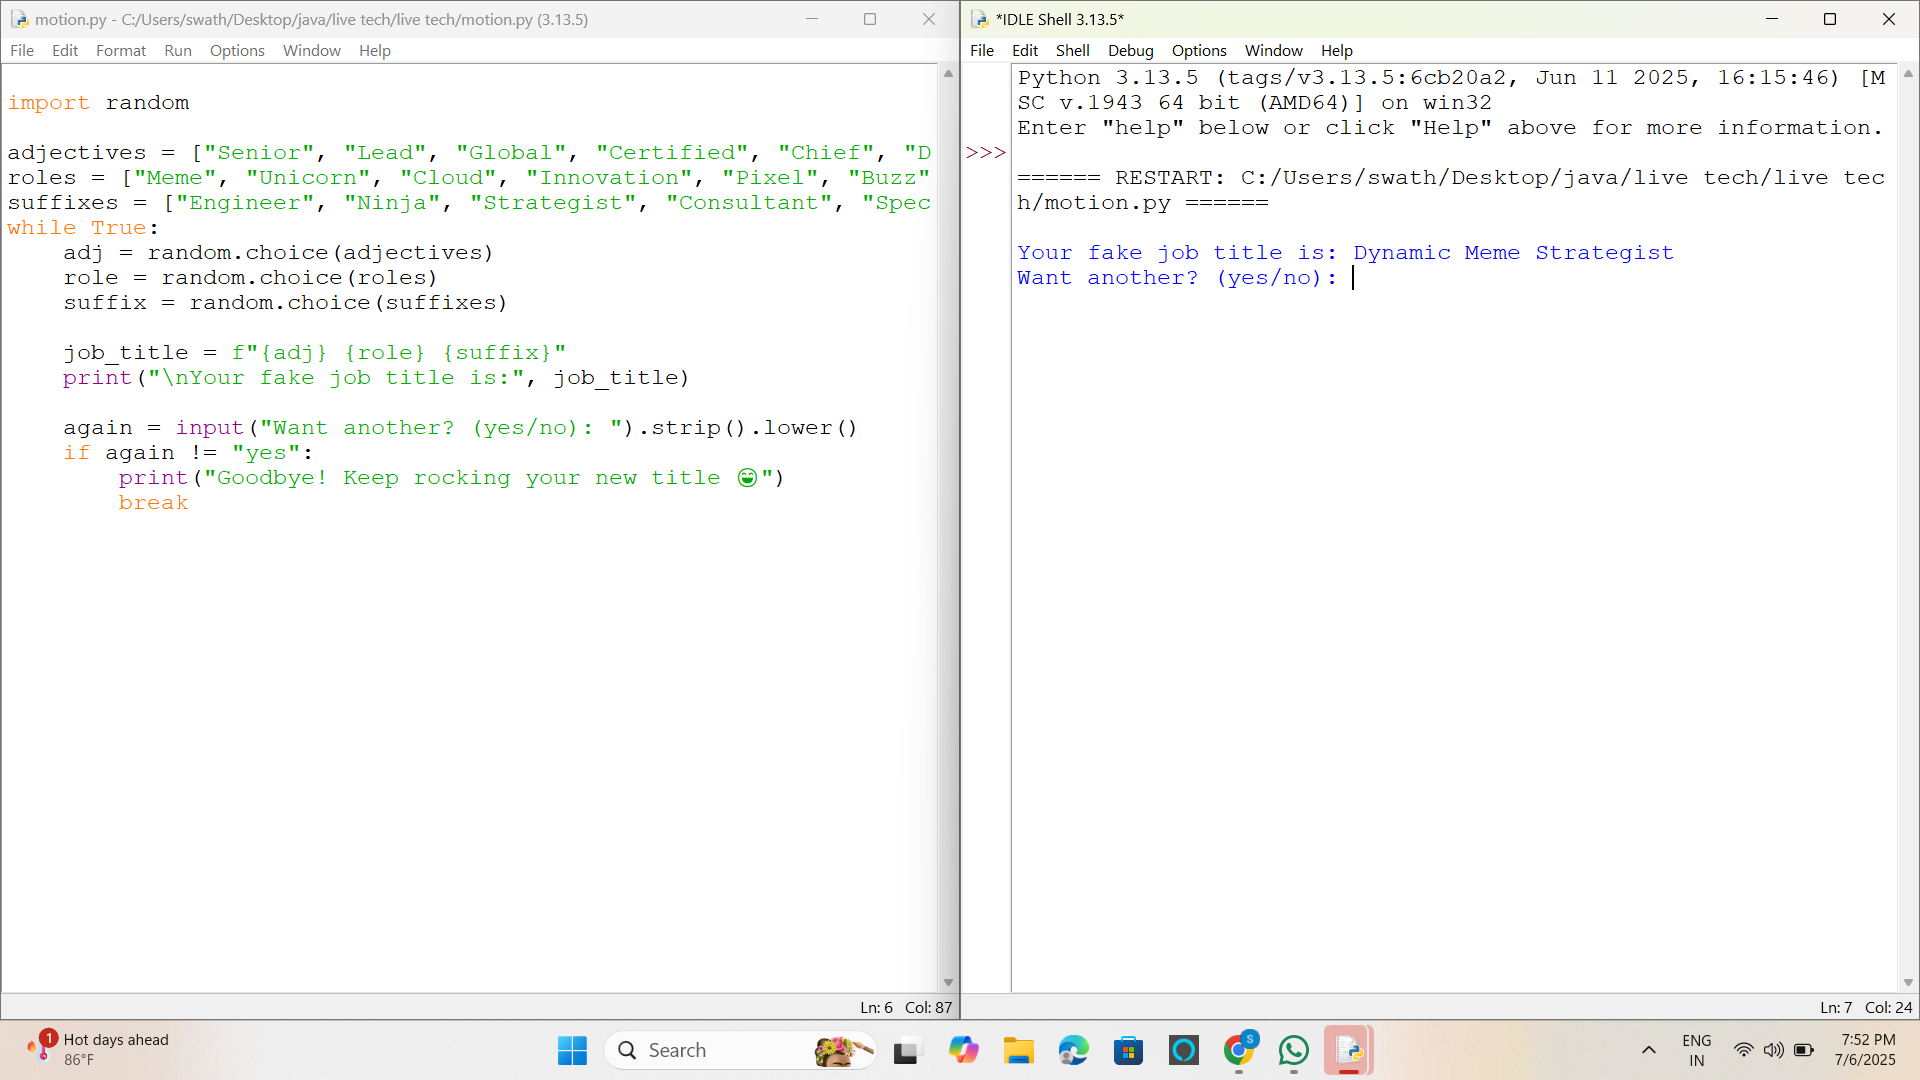 motion.py - C:/Users/swath/Desktop/java/live tech/live tech/motion.py (3.13.5)
File Edit Format Run Options Window Help
import random
adjectives = ["Senior", "Lead", "Global", "Certified", "Chief", "D
roles = ["Meme", "Unicorn", "Cloud", "Innovation", "Pixel", "Buzz"
suffixes = ["Engineer", "Ninja", "Strategist", "Consultant", "Spec
while True:
    adj = random.choice(adjectives)
    role = random.choice(roles)
    suffix = random.choice(suffixes)
    job_title = f"{adj} {role} {suffix}"
    print("\nYour fake job title is:", job_title)
    again = input("Want another? (yes/no): ").strip().lower()
    if again != "yes":
        print("Goodbye! Keep rocking your new title 😄")
        break
Ln: 6 Col: 87
*IDLE Shell 3.13.5*
File Edit Shell Debug Options Window Help
Python 3.13.5 (tags/v3.13.5:6cb20a2, Jun 11 2025, 16:15:46) [M
SC v.1943 64 bit (AMD64)] on win32
Enter "help" below or click "Help" above for more information.
>>>
====== RESTART: C:/Users/swath/Desktop/java/live tech/live tec
h/motion.py ======
Your fake job title is: Dynamic Meme Strategist
Want another? (yes/no):
Ln: 7 Col: 24
1
Hot days ahead
86°F
Search
S
ENG
IN
7:52 PM
7/6/2025